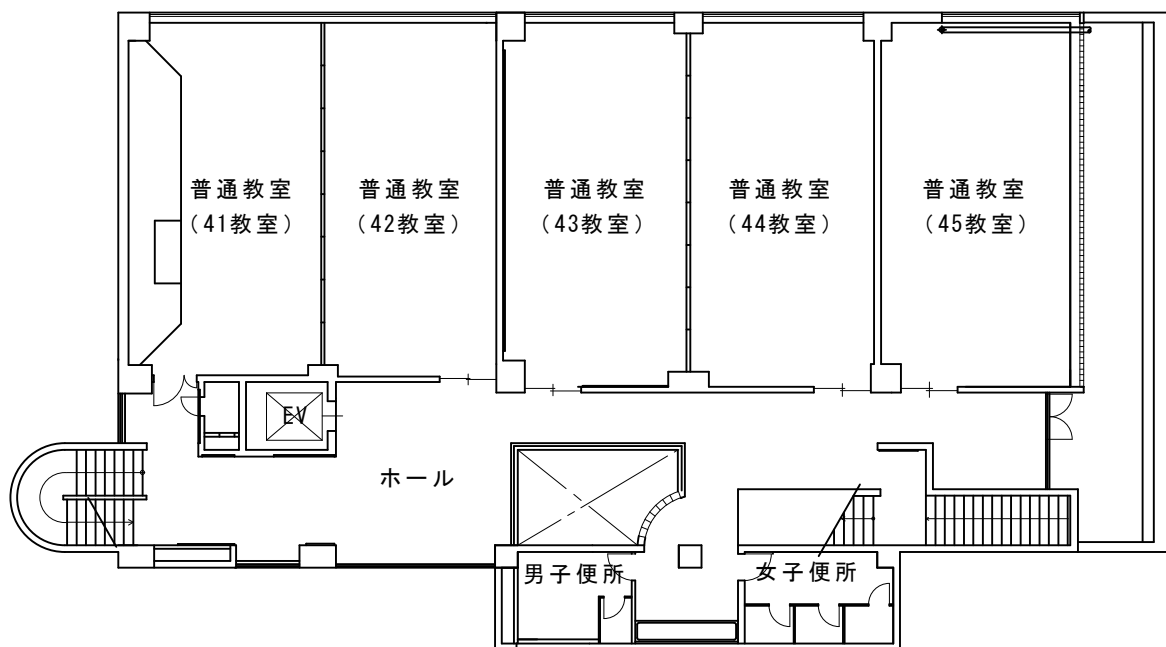 普通教室
(41教室)
普通教室
(42教室)
普通教室
(43教室)
普通教室
(44教室)
普通教室
(45教室)
EV
ホール
男子便所
女子便所